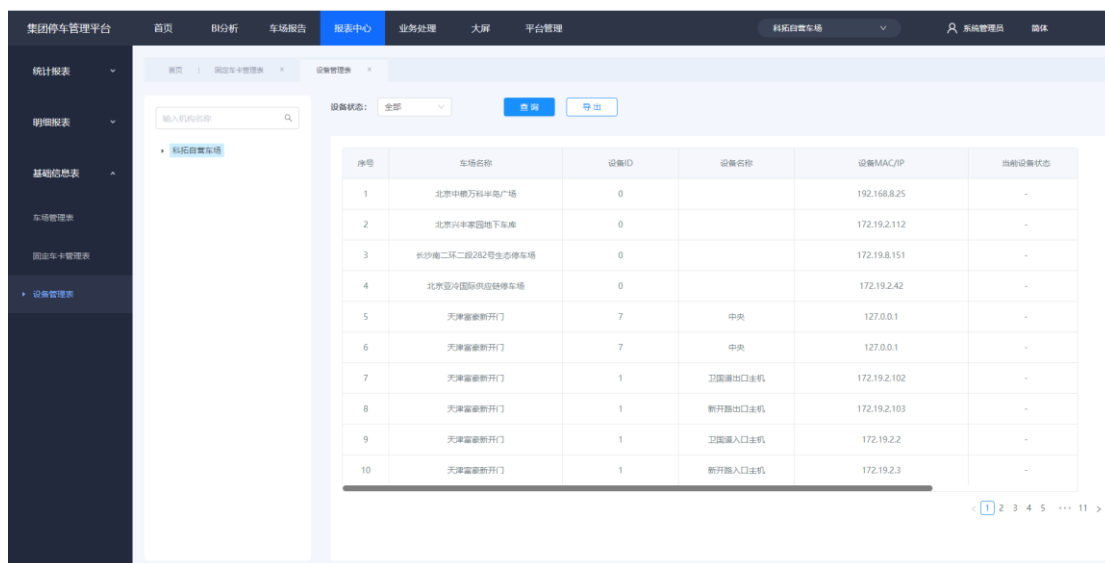 集团停车管理平台 首页 BI分析 车场报告 报表中心 业务处理 大屏 平台管理 科拓自营车场 系统管理员 简体
统计报表 首页 | 固定车卡管理表 × 设备管理表 ×
设备状态： 全部 查询 导出
明细报表 输入机构名称
科拓自营车场
基础信息表 序号 车场名称 设备ID 设备名称 设备MAC/IP 当前设备状态
1 北京中粮万科半岛广场 0 192.168.8.25 -
车场管理表
2 北京兴丰家园地下车库 0 172.19.2.112 -
固定车卡管理表 3 长沙南二环二段282号生态停车场 0 172.19.8.151 -
设备管理表 4 北京亚冷国际供应链停车场 0 172.19.2.42 -
5 天津富豪新开门 7 中央 127.0.0.1 -
6 天津富豪新开门 7 中央 127.0.0.1 -
7 天津富豪新开门 1 卫国道出口主机 172.19.2.102 -
8 天津富豪新开门 1 新开路出口主机 172.19.2.103 -
9 天津富豪新开门 1 卫国道入口主机 172.19.2.2 -
10 天津富豪新开门 1 新开路入口主机 172.19.2.3 -
< 1 2 3 4 5 ··· 11 >